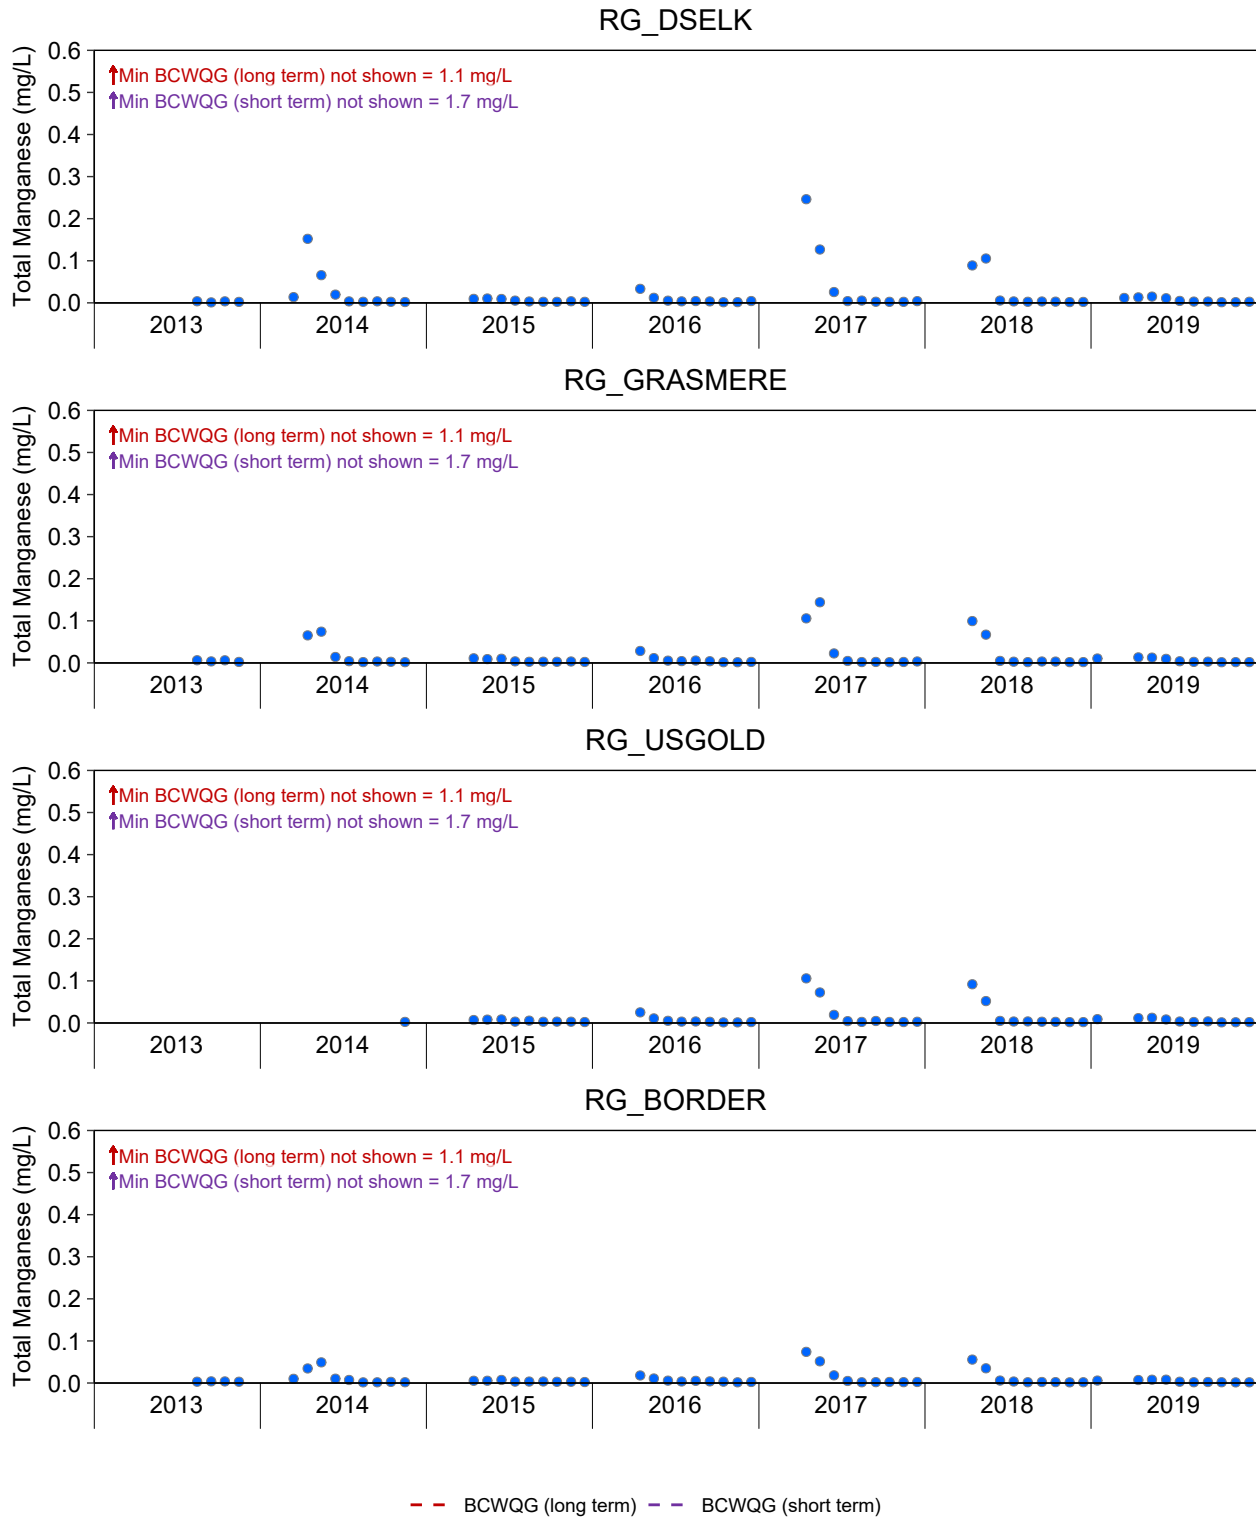 RG_DSELK
Total Manganese (mg/L)
0.6
0.5
0.4
0.3
0.2
0.1
0.0
Min BCWQG (long term) not shown = 1.1 mg/L
Min BCWQG (short term) not shown = 1.7 mg/L
2013 2014 2015 2016 2017 2018 2019
RG_GRASMERE
Total Manganese (mg/L)
0.6
0.5
0.4
0.3
0.2
0.1
0.0
Min BCWQG (long term) not shown = 1.1 mg/L
Min BCWQG (short term) not shown = 1.7 mg/L
2013 2014 2015 2016 2017 2018 2019
RG_USGOLD
Total Manganese (mg/L)
0.6
0.5
0.4
0.3
0.2
0.1
0.0
Min BCWQG (long term) not shown = 1.1 mg/L
Min BCWQG (short term) not shown = 1.7 mg/L
2013 2014 2015 2016 2017 2018 2019
RG_BORDER
Total Manganese (mg/L)
0.6
0.5
0.4
0.3
0.2
0.1
0.0
Min BCWQG (long term) not shown = 1.1 mg/L
Min BCWQG (short term) not shown = 1.7 mg/L
2013 2014 2015 2016 2017 2018 2019
BCWQG (long term) BCWQG (short term)